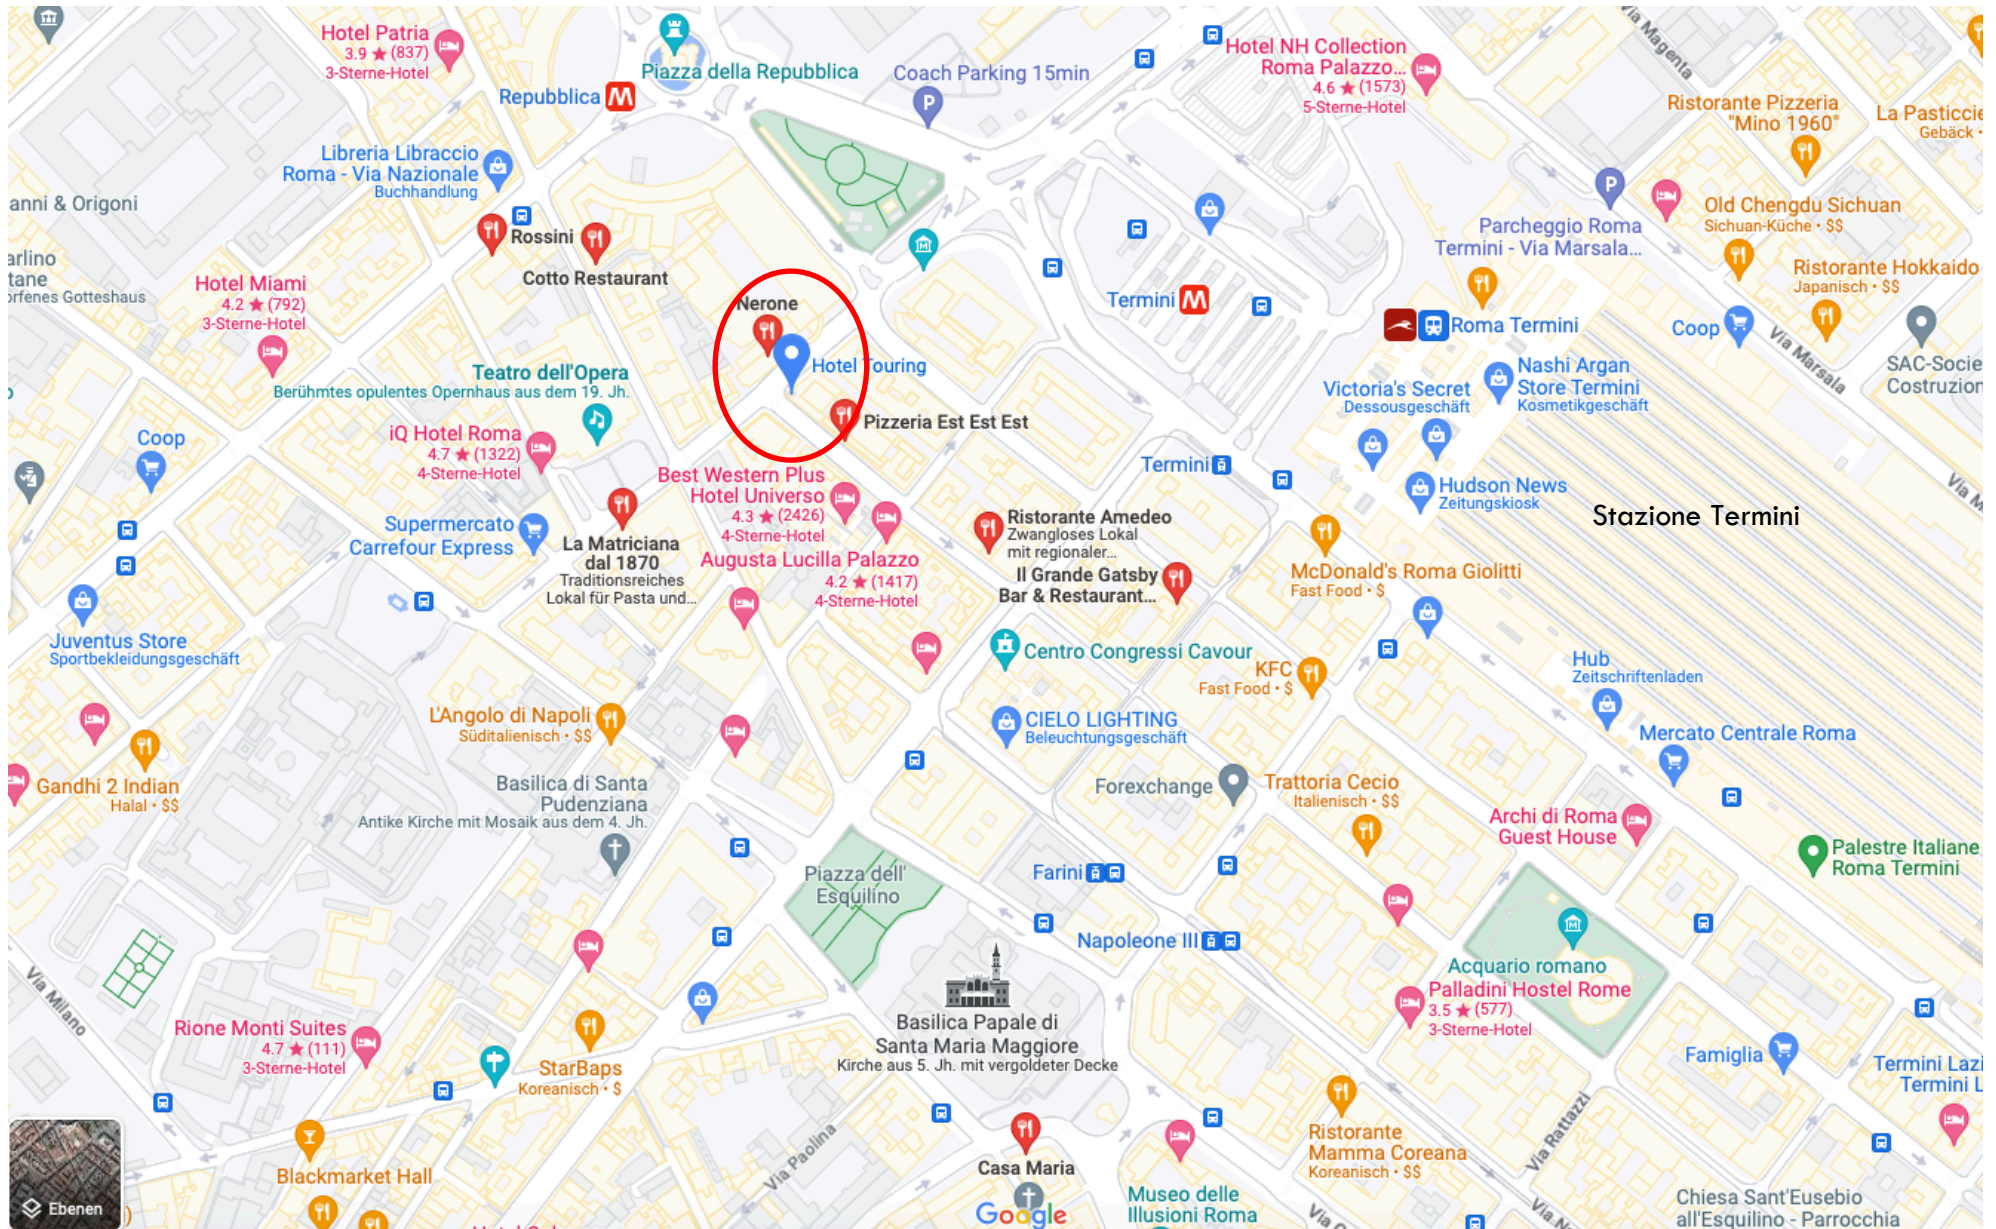 Hotel Patria
3.9 ★ (837)
3-Sterne-Hotel
Piazza della Repubblica
Repubblica M
Coach Parking 15min
P
Hotel NH Collection
Roma Palazzo...
4.6 ★ (1573)
5-Sterne-Hotel
Via Magenta
Ristorante Pizzeria
"Mino 1960"
La Pasticcie
Gebäck ·
Libreria Libraccio
Roma - Via Nazionale
Buchhandlung
anni & Origoni
Rossini
Cotto Restaurant
P
Parcheggio Roma
Termini - Via Marsala...
Old Chengdu Sichuan
Sichuan-Küche · $$
Ristorante Hokkaido
Japanisch · $$
arlino
tane
orfenes Gotteshaus
Hotel Miami
4.2 ★ (792)
3-Sterne-Hotel
Nerone
Hotel Touring
Termini M
Roma Termini
Coop
Via Marsala
SAC-Socie
Costruzion
Teatro dell'Opera
Berühmtes opulentes Opernhaus aus dem 19. Jh.
Victoria's Secret
Dessousgeschäft
Nashi Argan
Store Termini
Kosmetikgeschäft
Pizzeria Est Est Est
Coop
iQ Hotel Roma
4.7 ★ (1322)
4-Sterne-Hotel
Best Western Plus
Hotel Universo
4.3 ★ (2426)
4-Sterne-Hotel
Termini
Hudson News
Zeitungskiosk
Stazione Termini
Via M
Supermercato
Carrefour Express
La Matriciana
dal 1870
Traditionsreiches
Lokal für Pasta und...
Augusta Lucilla Palazzo
4.2 ★ (1417)
4-Sterne-Hotel
Ristorante Amedeo
Zwangloses Lokal
mit regionaler...
Il Grande Gatsby
Bar & Restaurant...
McDonald's Roma Giolitti
Fast Food · $
Juventus Store
Sportbekleidungsgeschäft
Centro Congressi Cavour
KFC
Fast Food · $
Hub
Zeitschriftenladen
L'Angolo di Napoli
Süditalienisch · $$
CIELO LIGHTING
Beleuchtungsgeschäft
Mercato Centrale Roma
Gandhi 2 Indian
Halal · $$
Basilica di Santa
Pudenziana
Antike Kirche mit Mosaik aus dem 4. Jh.
Forexchange
Trattoria Cecio
Italienisch · $$
Archi di Roma
Guest House
Palestre Italiane
Roma Termini
Piazza dell'
Esquilino
Farini
Napoleone III
Acquario romano
Palladini Hostel Rome
3.5 ★ (577)
3-Sterne-Hotel
Via Milano
Rione Monti Suites
4.7 ★ (111)
3-Sterne-Hotel
StarBaps
Koreanisch · $
Basilica Papale di
Santa Maria Maggiore
Kirche aus 5. Jh. mit vergoldeter Decke
Famiglia
Termini Lazi
Termini L
Via Rattazzi
Ristorante
Mamma Coreana
Koreanisch · $$
Via Paolina
Casa Maria
Blackmarket Hall
Ebenen
Google
Museo delle
Illusioni Roma
Via
Via N
Chiesa Sant'Eusebio
all'Esquilino - Parrocchia